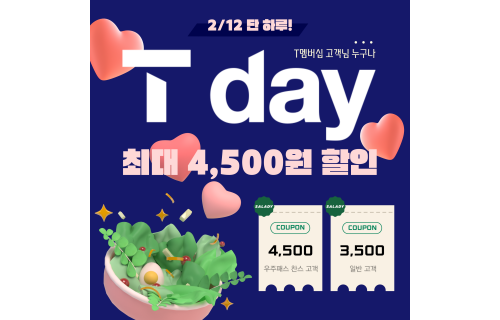 2/12 단 하루!
T멤버십 고객님 누구나
T day
최대 4,500원 할인
SALADY
COUPON
4,500
우주패스 찬스 고객
SALADY
COUPON
3,500
일반 고객